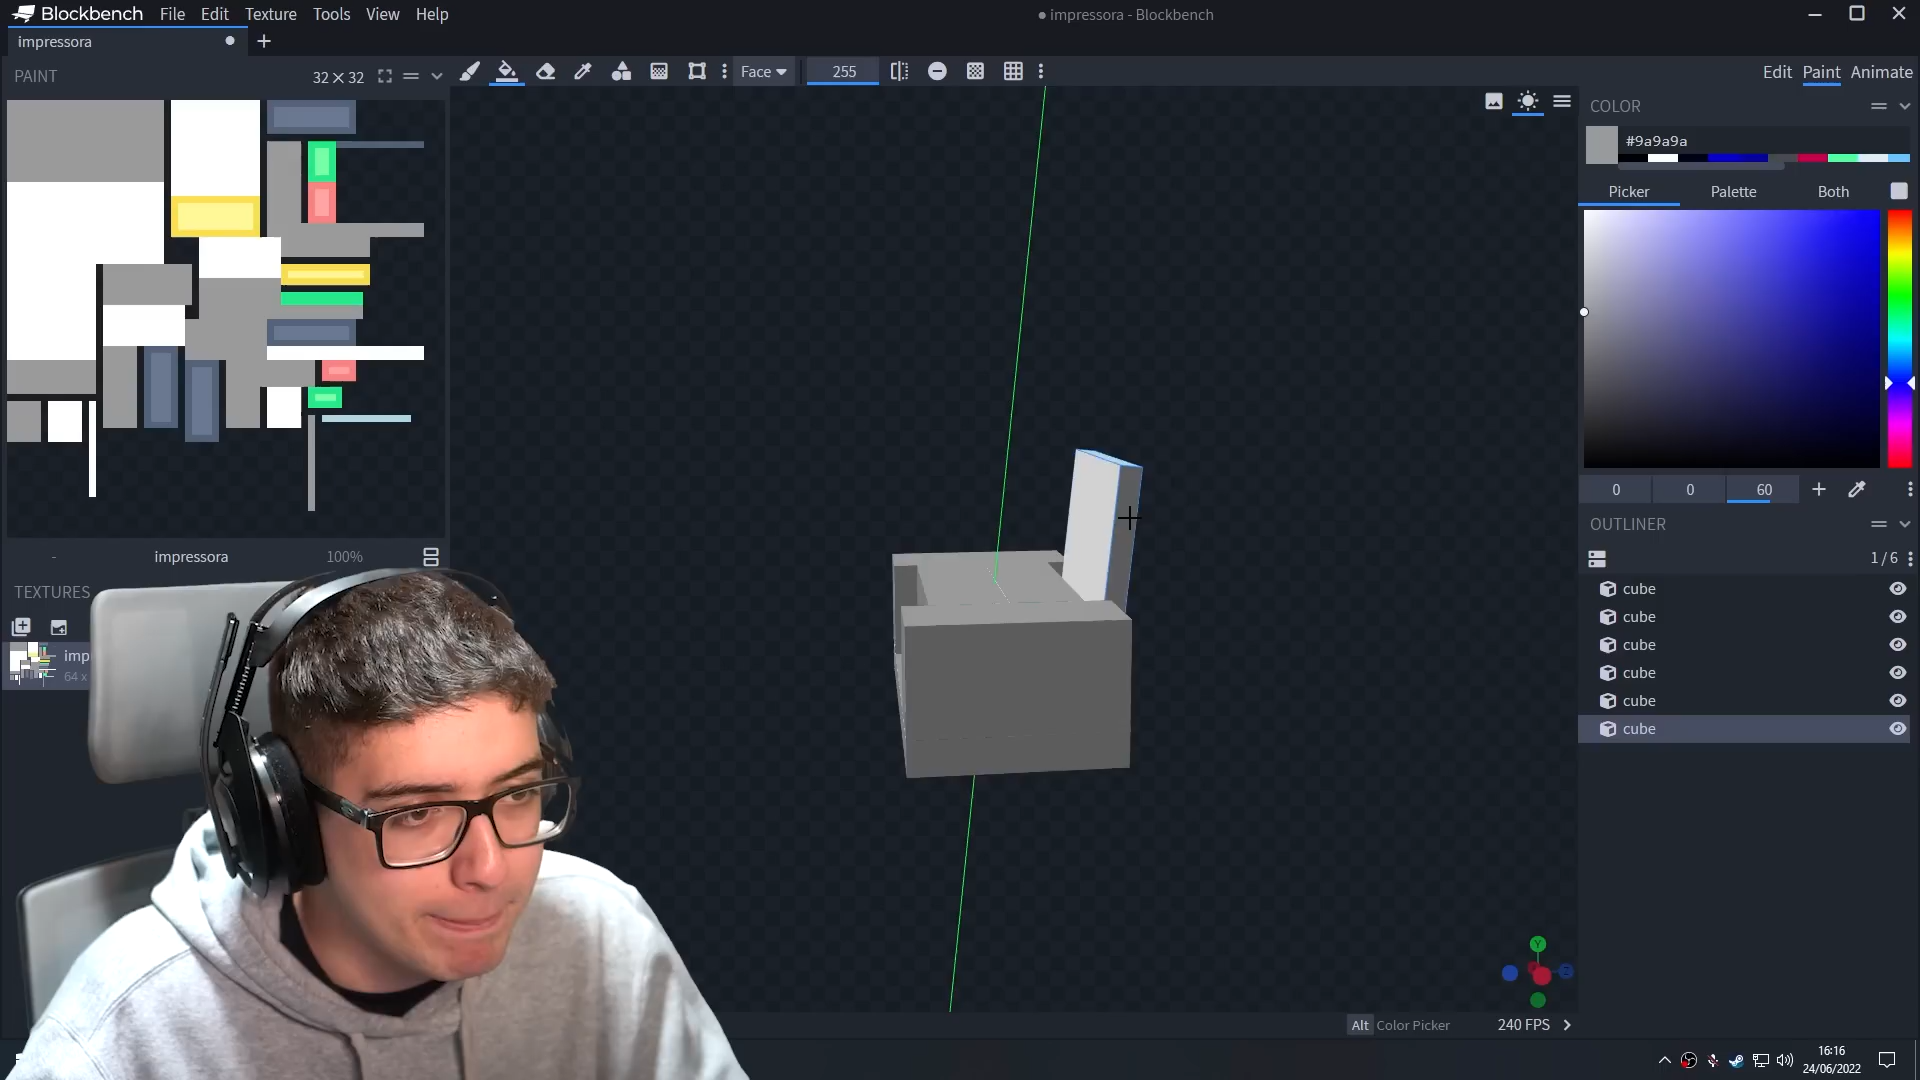 Blockbench File Edit Texture Tools View Help
impressora - Blockbench
impressora
PAINT
32 × 32
Face
255
Edit Paint Animate
COLOR
#9a9a9a
Picker Palette Both
0 0 60
OUTLINER
1 / 6
cube
cube
cube
cube
cube
cube
- impressora 100%
TEXTURES
imp
64 x
Y
Z
Alt Color Picker
240 FPS
16:16
24/06/2022